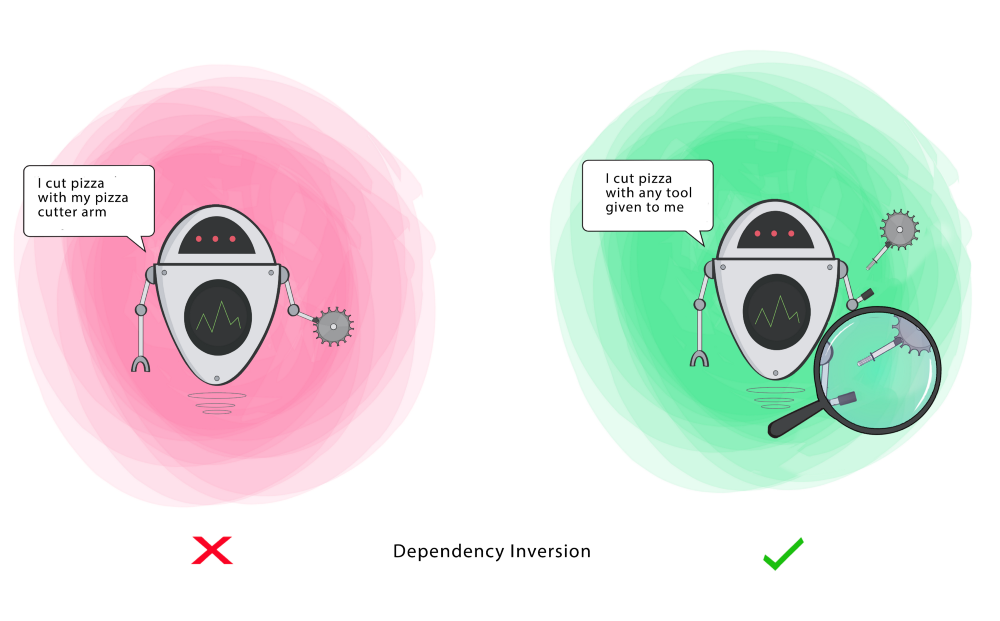 I cut pizza
with my pizza
cutter arm
I cut pizza
with any tool
given to me
Dependency Inversion